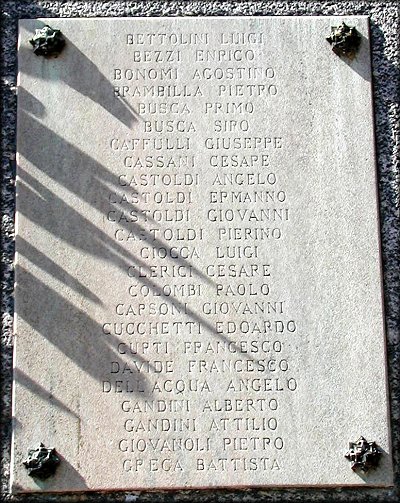 BETTOLINI LUIGI
BEZZI ENRICO
BONOMI AGOSTINO
BRAMBILLA PIETRO
BUSCA PRIMO
BUSCA SIRO
CAFFULLI GIUSEPPE
CASSANI CESARE
CASTOLDI ANGELO
CASTOLDI ERMANNO
CASTOLDI GIOVANNI
CASTOLDI PIERINO
CIOCCA LUIGI
CLERICI CESARE
COLOMBI PAOLO
CAPSONI GIOVANNI
CUCCHETTI EDOARDO
CURTI FRANCESCO
DAVIDE FRANCESCO
DELL'ACQUA ANGELO
GANDINI ALBERTO
GANDINI ATTILIO
GIOVANOLI PIETRO
GREGA BATTISTA